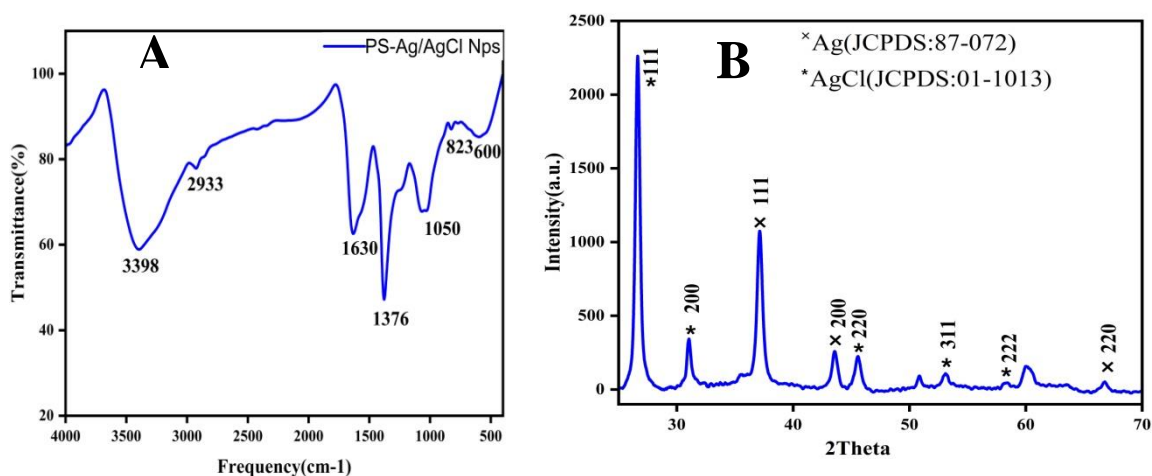 A
PS-Ag/AgCl Nps
Transmittance(%)
100
80
60
40
20
3398
2933
1630
1376
1050
823
600
4000 3500 3000 2500 1500 1000 500
Frequency(cm-1)
B
×Ag(JCPDS:87-072)
*AgCl(JCPDS:01-1013)
Intensity(a.u.)
2500
2000
1500
1000
500
0
*111
* 200
× 111
× 200
* 220
* 311
* 222
× 220
30 40 50 60 70
2Theta